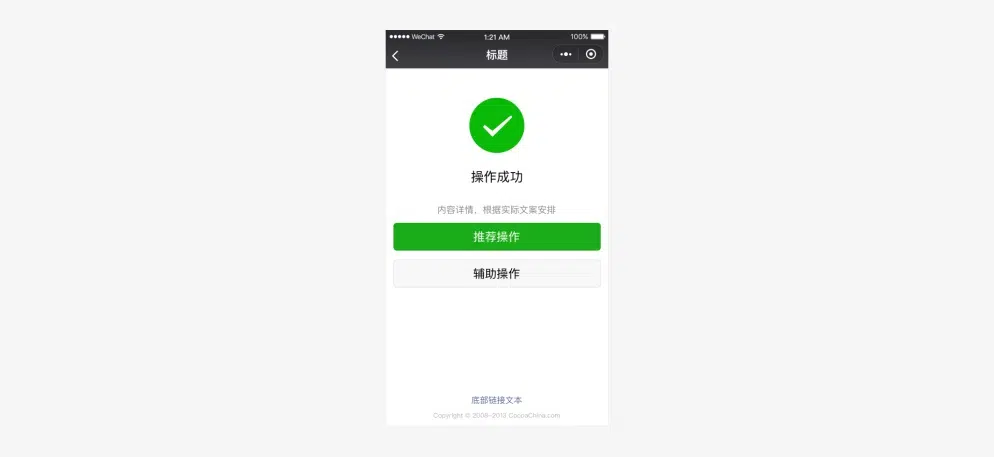 WeChat 1:21 AM 100%
标题
操作成功
内容详情，根据实际文案安排
推荐操作
辅助操作
底部链接文本
Copyright © 2008-2013 CocoaChina.com